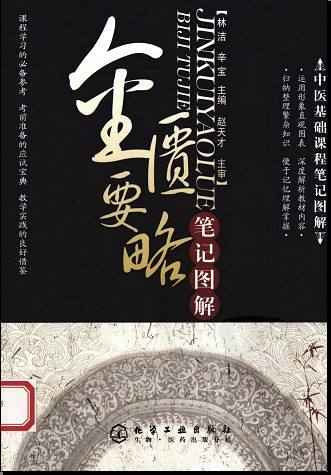 中医基础课程笔记图解
·运用形象直观图表 深度解析教材内容·
·归纳整理繁杂知识 便于记忆理解掌握·
【林洁 辛宝 主编 赵天才 主审】
JINKUIYAOLUE
BIJI TUJIE
金匮要略
笔记图解
课程学习的必备参考 考前准备的应试宝典 教学实践的良好借鉴
化学工业出版社
生物·医药出版分社